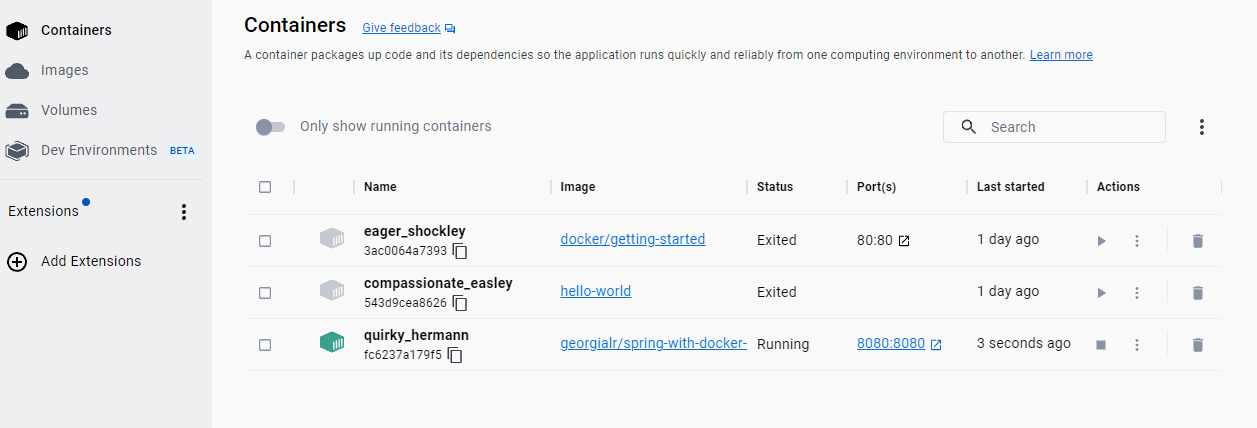 Containers
Images
Volumes
Dev Environments BETA
Extensions
Add Extensions
Containers Give feedback
A container packages up code and its dependencies so the application runs quickly and reliably from one computing environment to another. Learn more
Only show running containers
Search
Name Image Status Port(s) Last started Actions
eager_shockley
3ac0064a7393
docker/getting-started Exited 80:80 1 day ago
compassionate_easley
543d9cea8626
hello-world Exited 1 day ago
quirky_hermann
fc6237a179f5
georgialr/spring-with-docker- Running 8080:8080 3 seconds ago